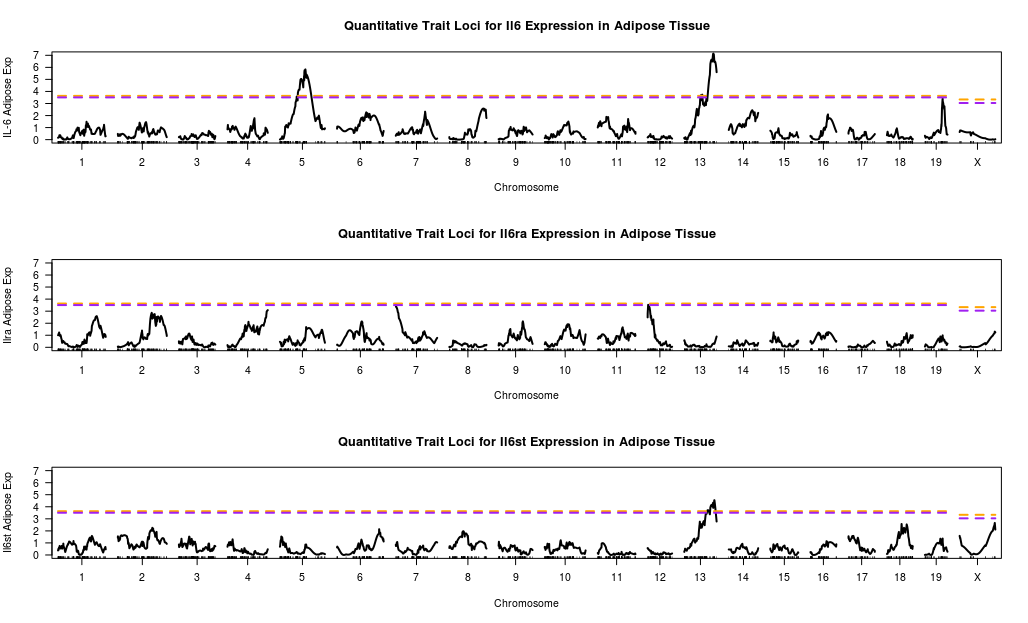 Quantitative Trait Loci for Il6 Expression in Adipose Tissue
IL-6 Adipose Exp
7
6
5
4
3
2
1
0
1 2 3 4 5 6 7 8 9 10 11 12 13 14 15 16 17 18 19 X
Chromosome
Quantitative Trait Loci for Il6ra Expression in Adipose Tissue
Ilra Adipose Exp
7
6
5
4
3
2
1
0
1 2 3 4 5 6 7 8 9 10 11 12 13 14 15 16 17 18 19 X
Chromosome
Quantitative Trait Loci for Il6st Expression in Adipose Tissue
Il6st Adipose Exp
7
6
5
4
3
2
1
0
1 2 3 4 5 6 7 8 9 10 11 12 13 14 15 16 17 18 19 X
Chromosome